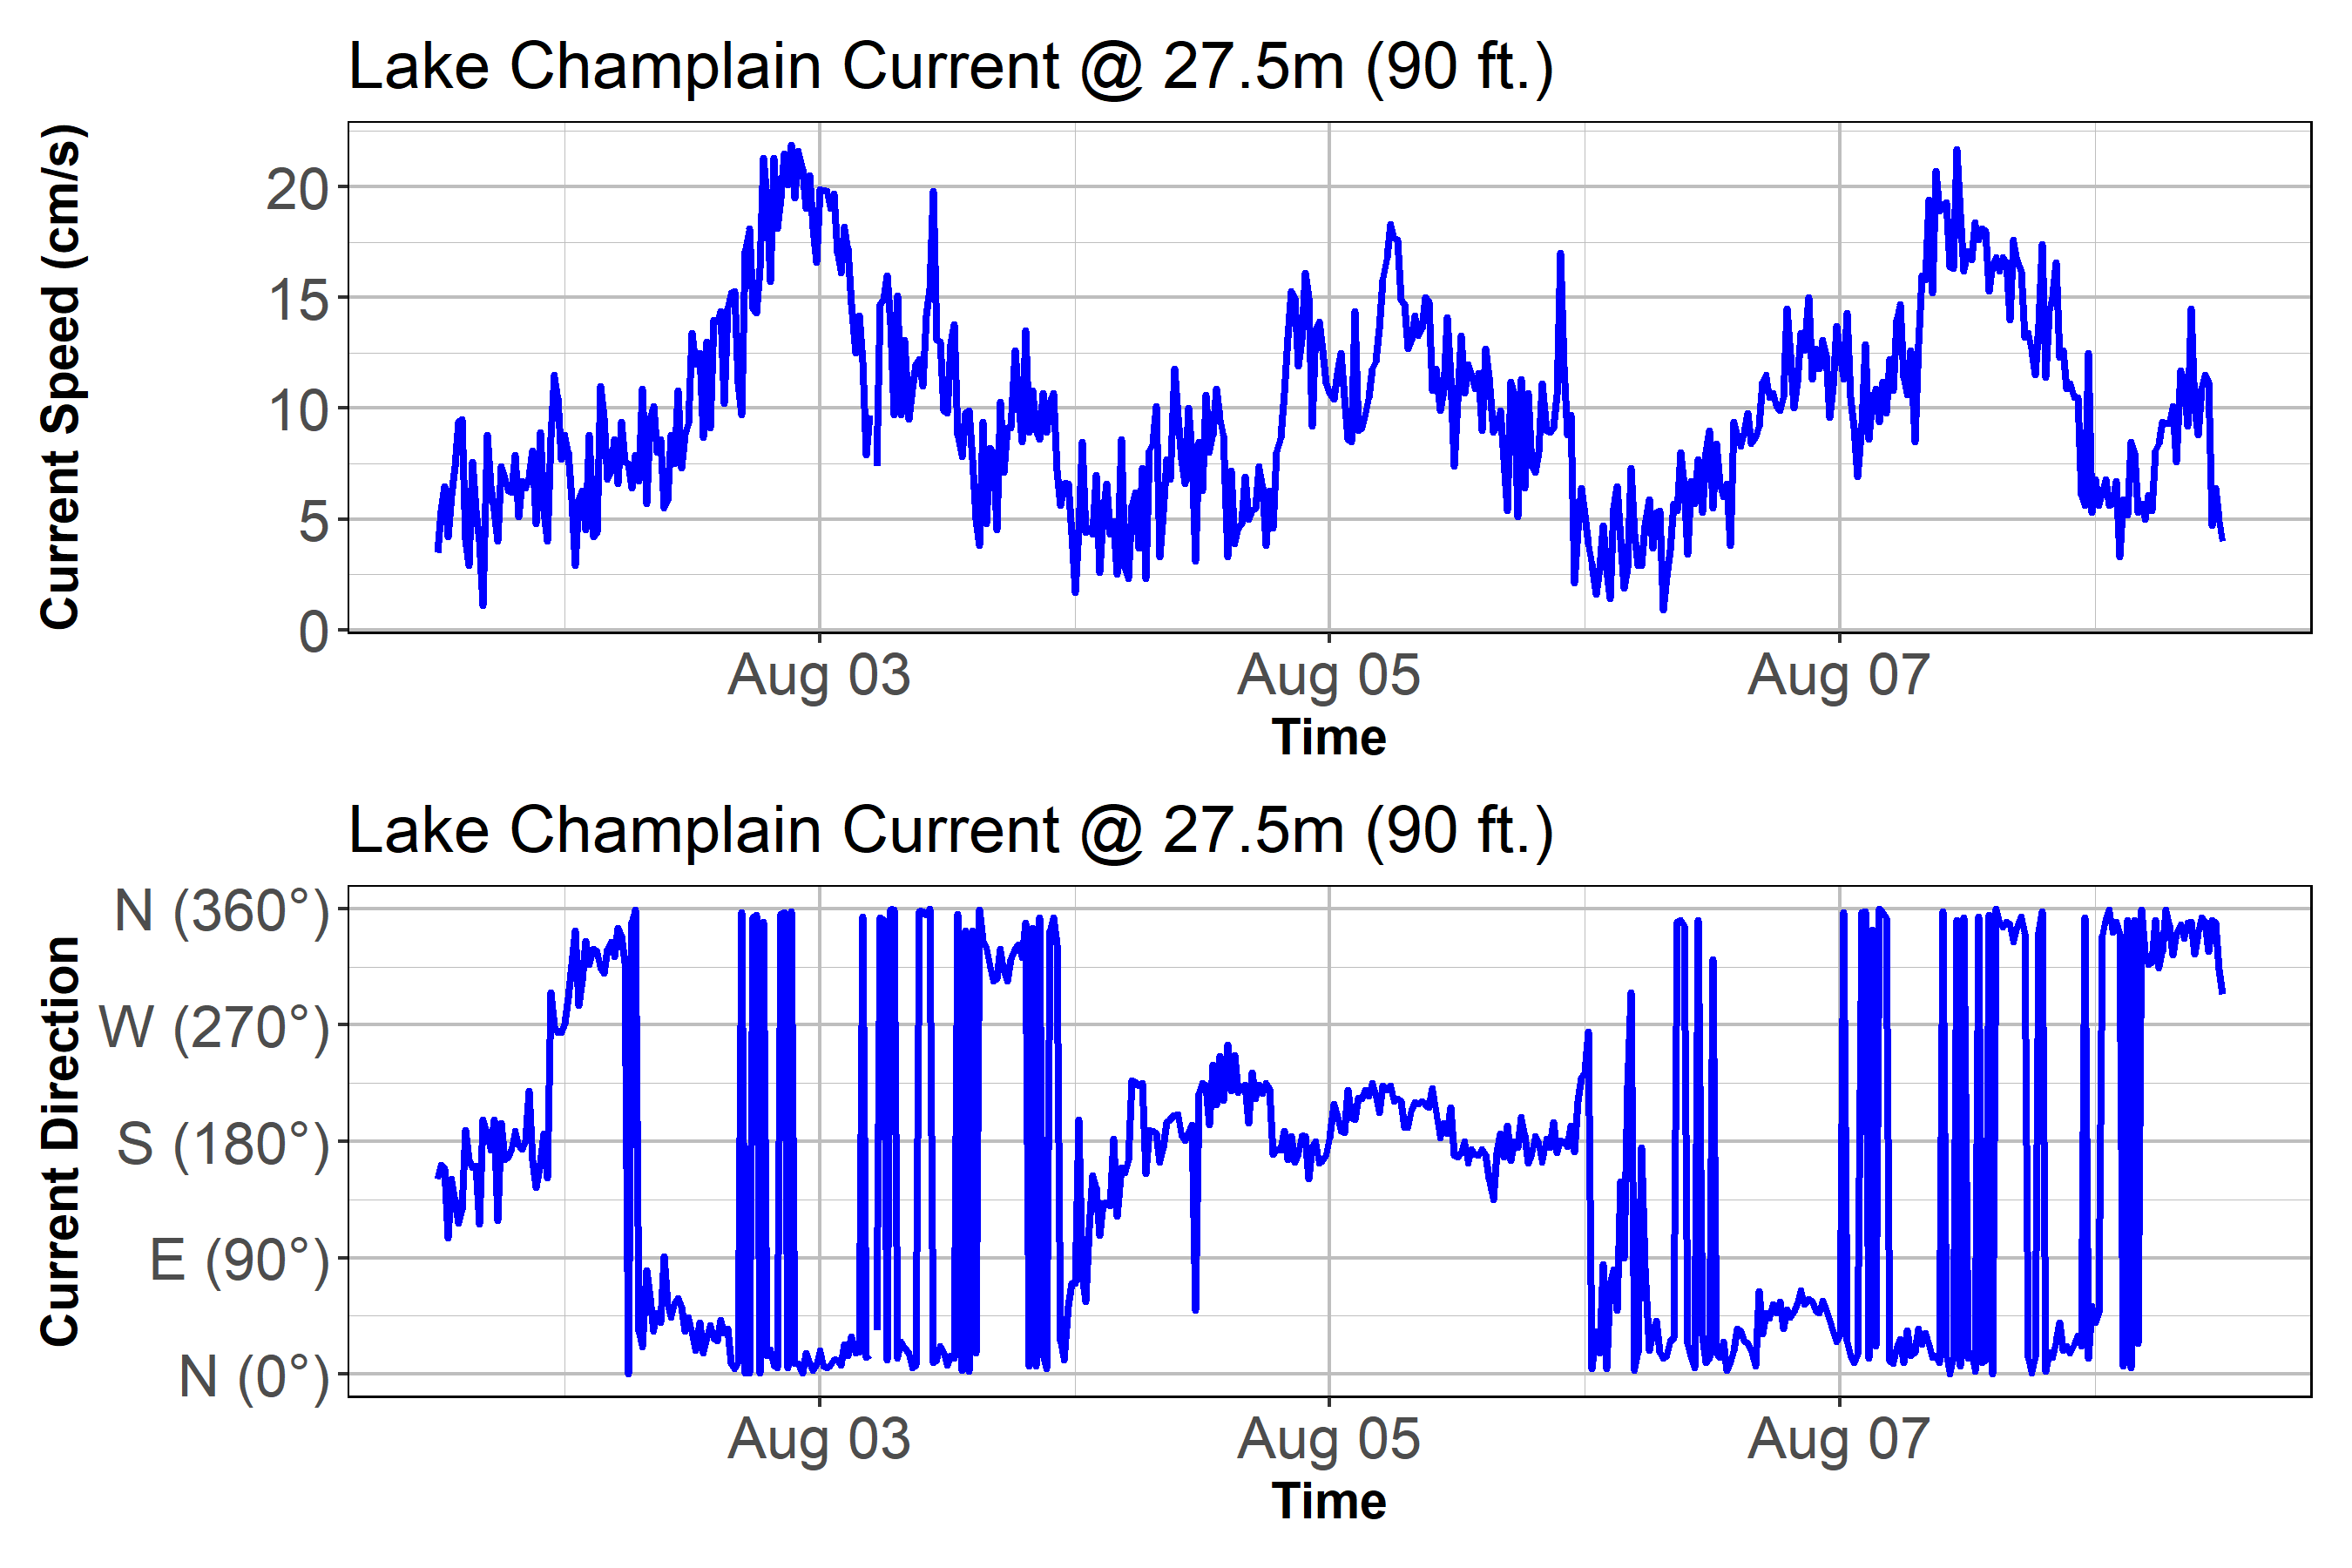 Lake Champlain Current @ 27.5m (90 ft.)
Current Speed (cm/s)
20
15
10
5
0
Aug 03 Aug 05 Aug 07
Time
Lake Champlain Current @ 27.5m (90 ft.)
Current Direction
N (360°)
W (270°)
S (180°)
E (90°)
N (0°)
Aug 03 Aug 05 Aug 07
Time